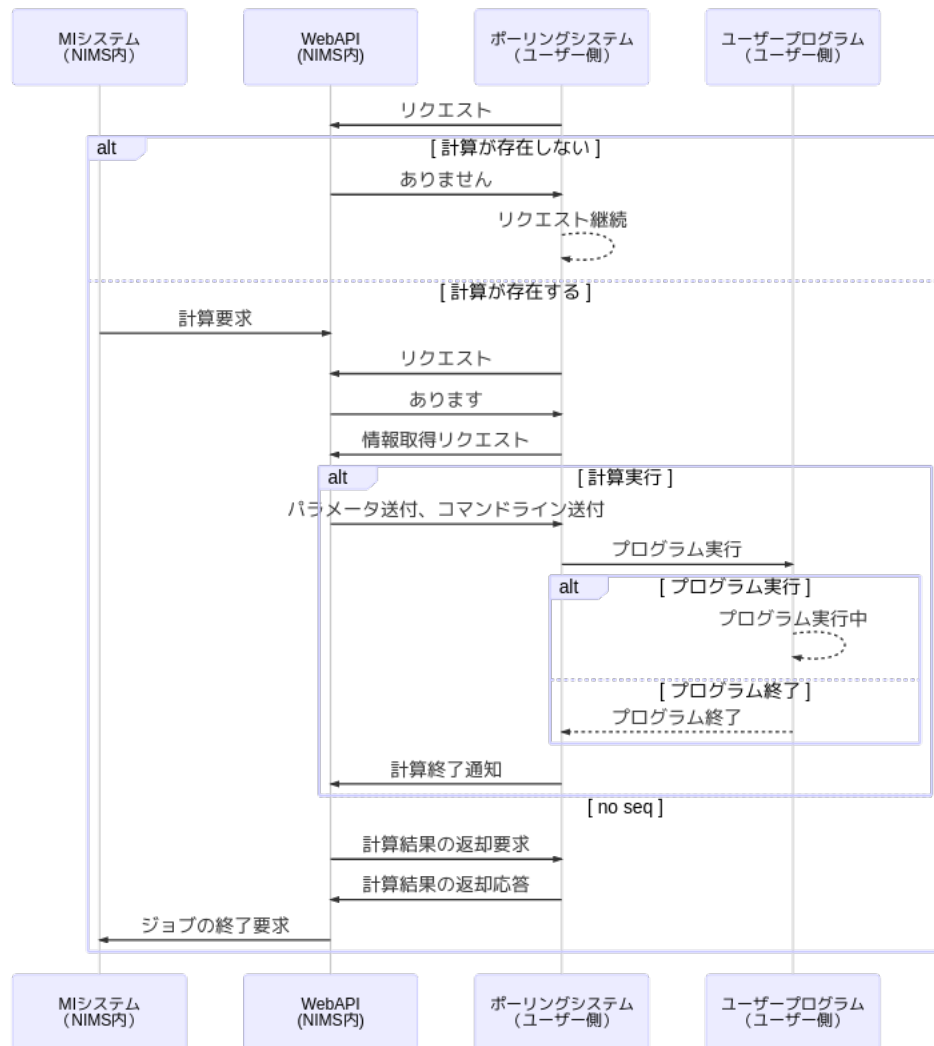 MIシステム
（NIMS内）
WebAPI
(NIMS内)
ポーリングシステム
（ユーザー側）
ユーザープログラム
（ユーザー側）
リクエスト
alt
[ 計算が存在しない ]
ありません
リクエスト継続
[ 計算が存在する ]
計算要求
リクエスト
あります
情報取得リクエスト
alt
[ 計算実行 ]
パラメータ送付、コマンドライン送付
プログラム実行
alt
[ プログラム実行 ]
プログラム実行中
[ プログラム終了 ]
プログラム終了
計算終了通知
[ no seq ]
計算結果の返却要求
計算結果の返却応答
ジョブの終了要求
MIシステム
（NIMS内）
WebAPI
(NIMS内)
ポーリングシステム
（ユーザー側）
ユーザープログラム
（ユーザー側）